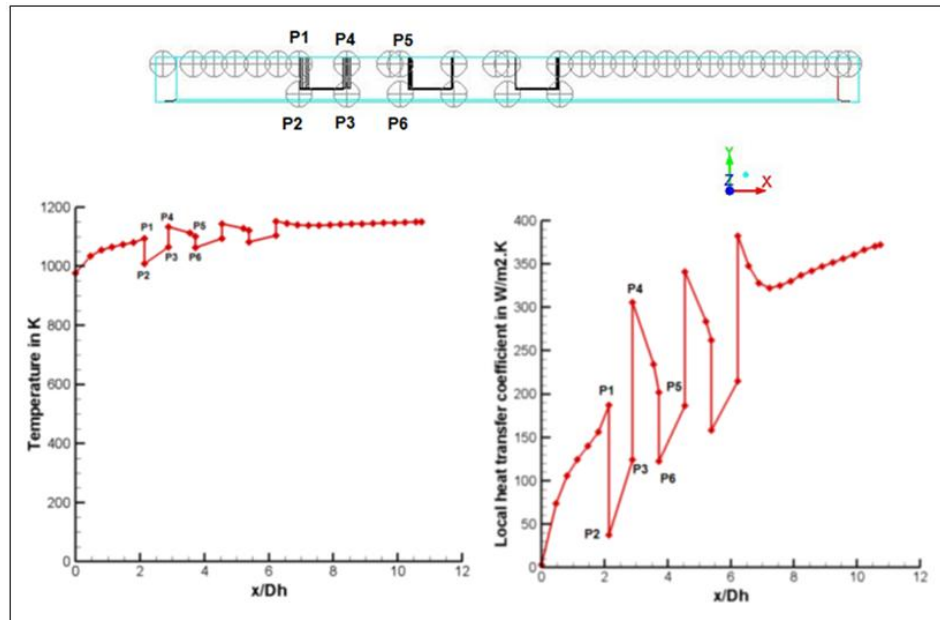 P1 P4 P5
P2 P3 P6
Y
Z X
1200
1000
800
600
400
200
0
0 2 4 6 8 10 12
Temperature in K
x/Dh
P1
P2
P4
P3
P5
P6
400
350
300
250
200
150
100
50
0
0 2 4 6 8 10 12
Local heat transfer coefficient in W/m2.K
x/Dh
P4
P1
P5
P3
P6
P2